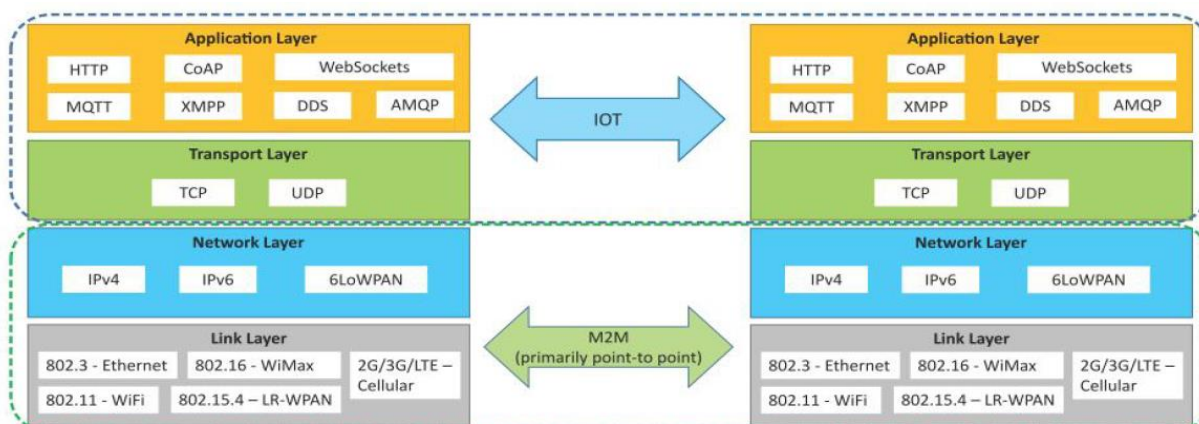 Application Layer
HTTP CoAP WebSockets
MQTT XMPP DDS AMQP
Transport Layer
TCP UDP
Network Layer
IPv4 IPv6 6LoWPAN
Link Layer
802.3 - Ethernet 802.16 - WiMax 2G/3G/LTE –
Cellular
802.11 - WiFi 802.15.4 – LR-WPAN
IOT
M2M
(primarily point-to point)
Application Layer
HTTP CoAP WebSockets
MQTT XMPP DDS AMQP
Transport Layer
TCP UDP
Network Layer
IPv4 IPv6 6LoWPAN
Link Layer
802.3 - Ethernet 802.16 - WiMax 2G/3G/LTE –
Cellular
802.11 - WiFi 802.15.4 – LR-WPAN